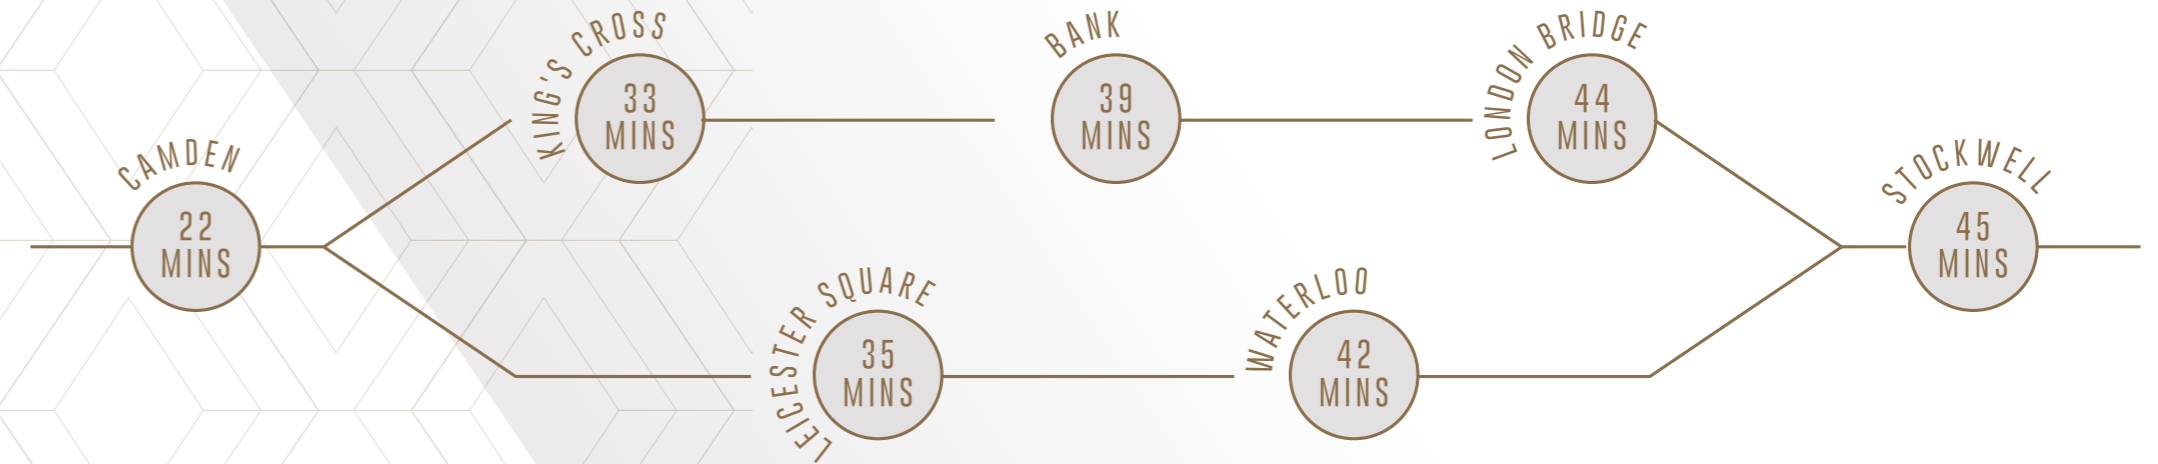 CAMDEN
22
MINS
KING'S CROSS
33
MINS
BANK
39
MINS
LONDON BRIDGE
44
MINS
LEICESTER SQUARE
35
MINS
WATERLOO
42
MINS
STOCKWELL
45
MINS